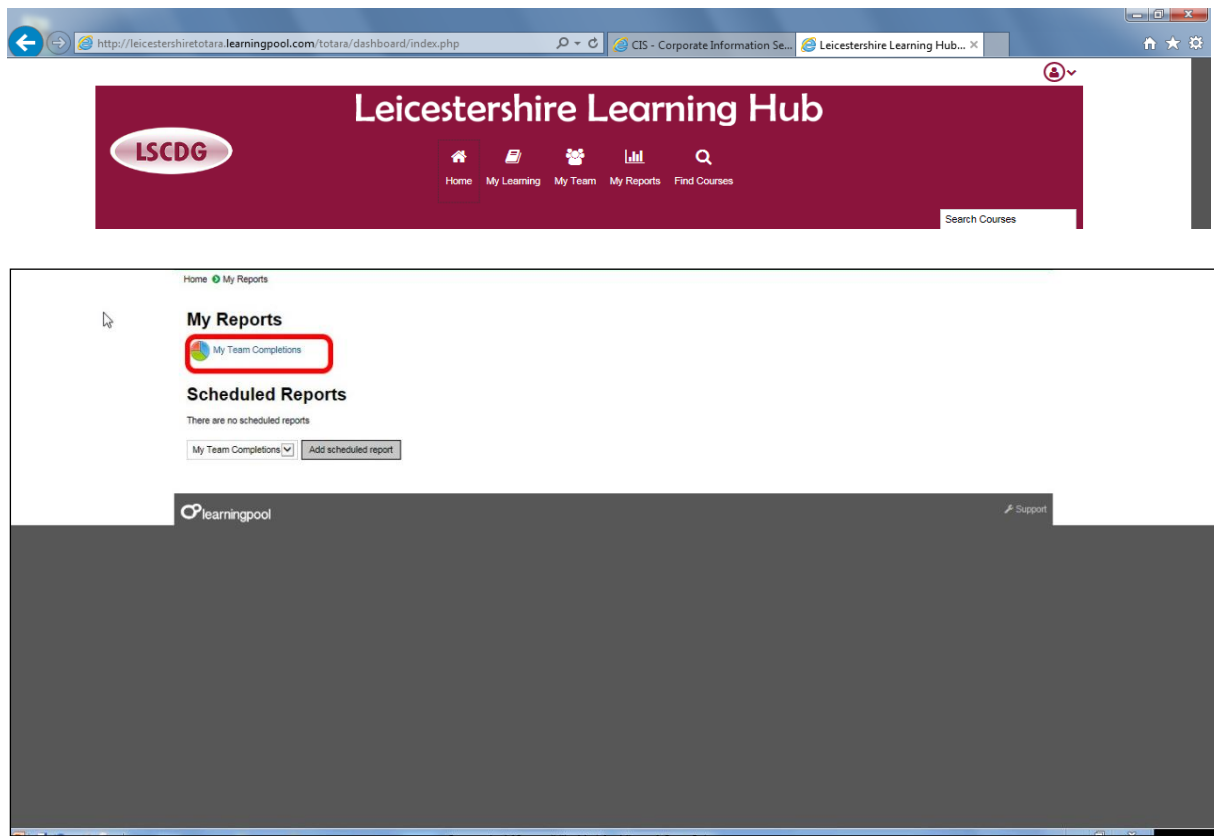 http://leicestershiretotara.learningpool.com/totara/dashboard/index.php
CIS - Corporate Information Se...
Leicestershire Learning Hub...
Leicestershire Learning Hub
LSCDG
Home My Learning My Team My Reports Find Courses
Search Courses
Home My Reports
My Reports
My Team Completions
Scheduled Reports
There are no scheduled reports
My Team Completions Add scheduled report
learningpool
Support